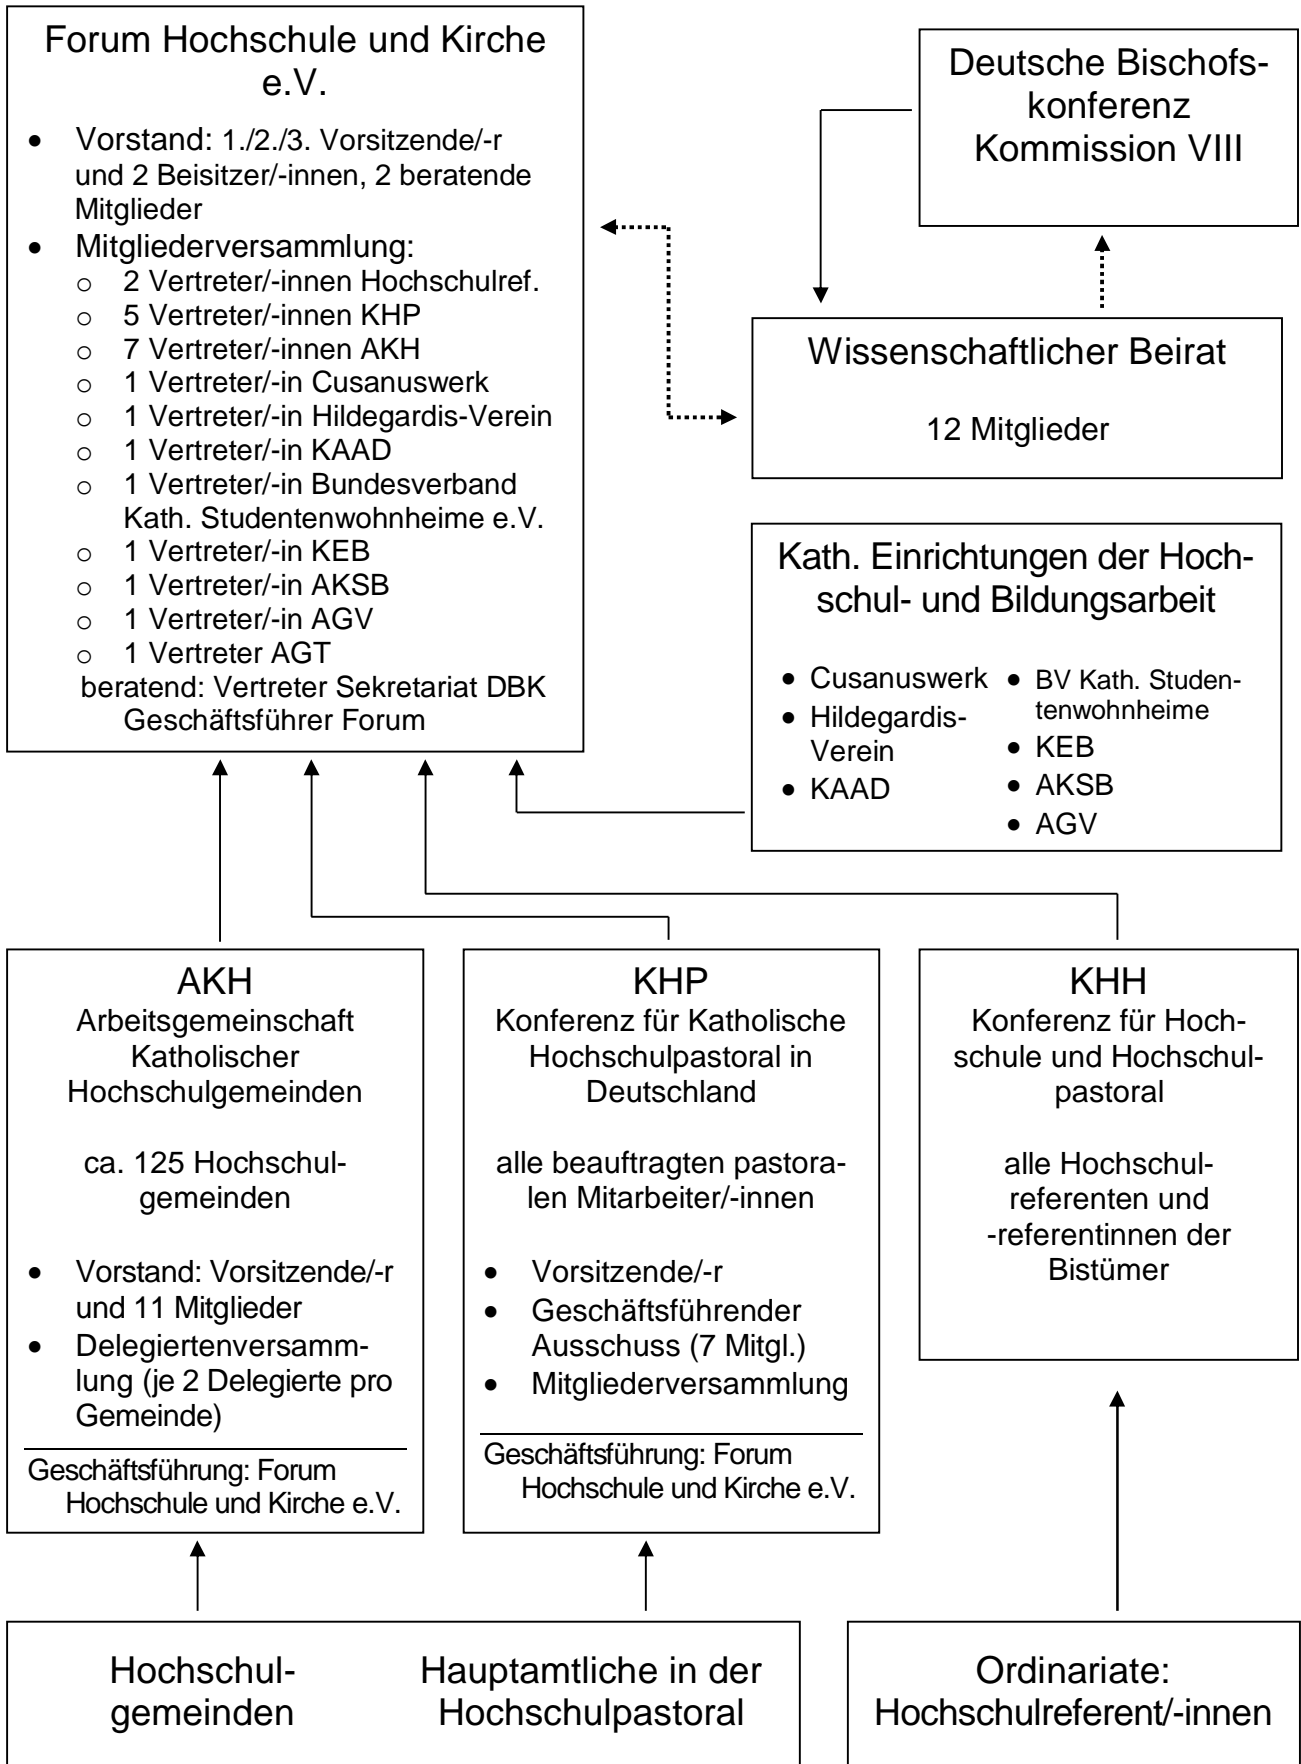 Forum Hochschule und Kirche
e.V.
• Vorstand: 1./2./3. Vorsitzende/-r
und 2 Beisitzer/-innen, 2 beratende
Mitglieder
• Mitgliederversammlung:
o 2 Vertreter/-innen Hochschulref.
o 5 Vertreter/-innen KHP
o 7 Vertreter/-innen AKH
o 1 Vertreter/-in Cusanuswerk
o 1 Vertreter/-in Hildegardis-Verein
o 1 Vertreter/-in KAAD
o 1 Vertreter/-in Bundesverband
Kath. Studentenwohnheime e.V.
o 1 Vertreter/-in KEB
o 1 Vertreter/-in AKSB
o 1 Vertreter/-in AGV
o 1 Vertreter AGT
beratend: Vertreter Sekretariat DBK
Geschäftsführer Forum
Deutsche Bischofs-
konferenz
Kommission VIII
Wissenschaftlicher Beirat
12 Mitglieder
Kath. Einrichtungen der Hoch-
schul- und Bildungsarbeit
• Cusanuswerk
• Hildegardis-
Verein
• KAAD
• BV Kath. Studen-
tenwohnheime
• KEB
• AKSB
• AGV
AKH
Arbeitsgemeinschaft
Katholischer
Hochschulgemeinden
ca. 125 Hochschul-
gemeinden
• Vorstand: Vorsitzende/-r
und 11 Mitglieder
• Delegiertenversamm-
lung (je 2 Delegierte pro
Gemeinde)
Geschäftsführung: Forum
Hochschule und Kirche e.V.
KHP
Konferenz für Katholische
Hochschulpastoral in
Deutschland
alle beauftragten pastora-
len Mitarbeiter/-innen
• Vorsitzende/-r
• Geschäftsführender
Ausschuss (7 Mitgl.)
• Mitgliederversammlung
Geschäftsführung: Forum
Hochschule und Kirche e.V.
KHH
Konferenz für Hoch-
schule und Hochschul-
pastoral
alle Hochschul-
referenten und
-referentinnen der
Bistümer
Hochschul-
gemeinden
Hauptamtliche in der
Hochschulpastoral
Ordinariate:
Hochschulreferent/-innen